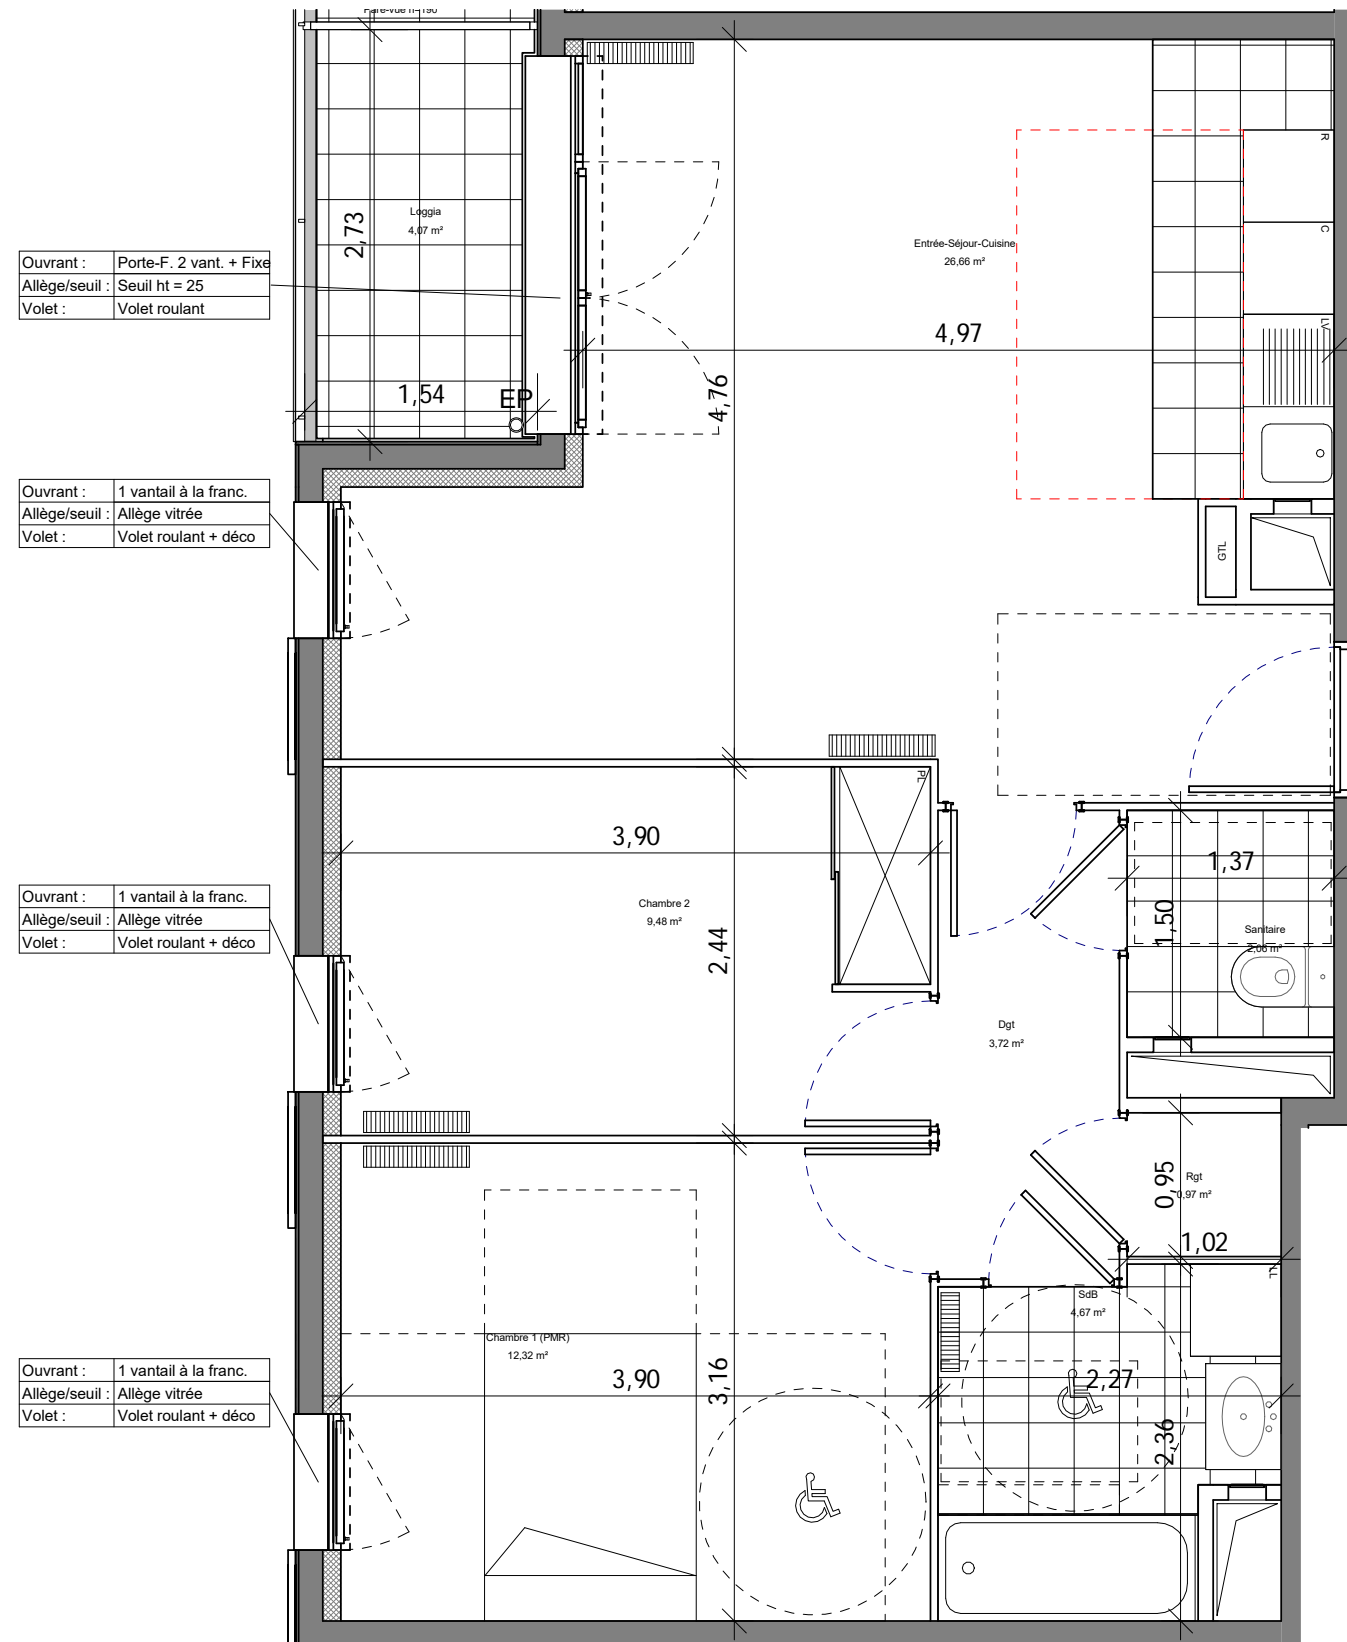 Pare-vue h=190
R
Loggia
4,07 m²
2,73
Entrée-Séjour-Cuisine
26,66 m²
C
Ouvrant : Porte-F. 2 vant. + Fixe
Allège/seuil : Seuil ht = 25
Volet : Volet roulant
LV
4,97
1,54
EP
4,76
Ouvrant : 1 vantail à la franc.
Allège/seuil : Allège vitrée
Volet : Volet roulant + déco
GTL
PL
3,90
1,37
Chambre 2
9,48 m²
Ouvrant : 1 vantail à la franc.
Allège/seuil : Allège vitrée
Volet : Volet roulant + déco
2,44
1,50
Sanitaire
2,06 m²
Dgt
3,72 m²
0,95
Rgt
0,97 m²
1,02
LL
SdB
4,67 m²
Chambre 1 (PMR)
12,32 m²
Ouvrant : 1 vantail à la franc.
Allège/seuil : Allège vitrée
Volet : Volet roulant + déco
3,90
3,16
2,27
2,36